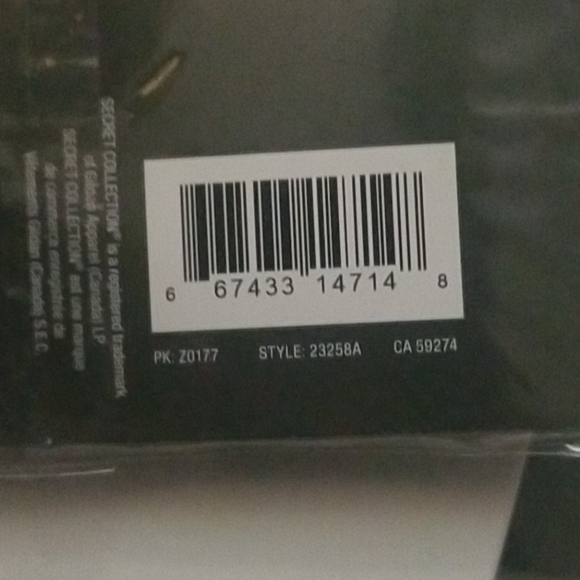 SECRET COLLECTION® is a registered trademark
of Gildan Apparel (Canada) LP
SECRET COLLECTION® est une marque
de commerce enregistrée de
Vêtements Gildan (Canada) S.E.C.
6 67433 14714 8
PK: Z0177 STYLE: 23258A CA 59274